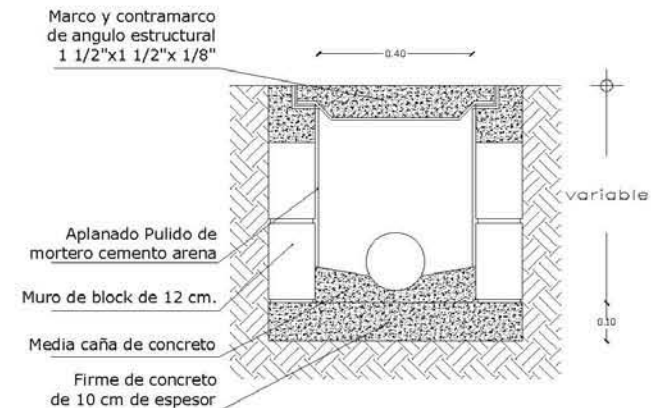 Marco y contramarco
de angulo estructural
1 1/2"x1 1/2"x 1/8"
0.40
variable
Aplanado Pulido de
mortero cemento arena
Muro de block de 12 cm.
0.10
Media caña de concreto
Firme de concreto
de 10 cm de espesor